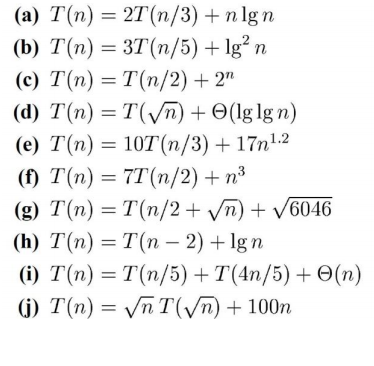 (a) T(n) = 2T(n/3) + n lg n
(b) T(n) = 3T(n/5) + lg² n
(c) T(n) = T(n/2) + 2ⁿ
(d) T(n) = T(√n) + Θ(lg lg n)
(e) T(n) = 10T(n/3) + 17n^{1.2}
(f) T(n) = 7T(n/2) + n³
(g) T(n) = T(n/2 + √n) + √6046
(h) T(n) = T(n − 2) + lg n
(i) T(n) = T(n/5) + T(4n/5) + Θ(n)
(j) T(n) = √n T(√n) + 100n